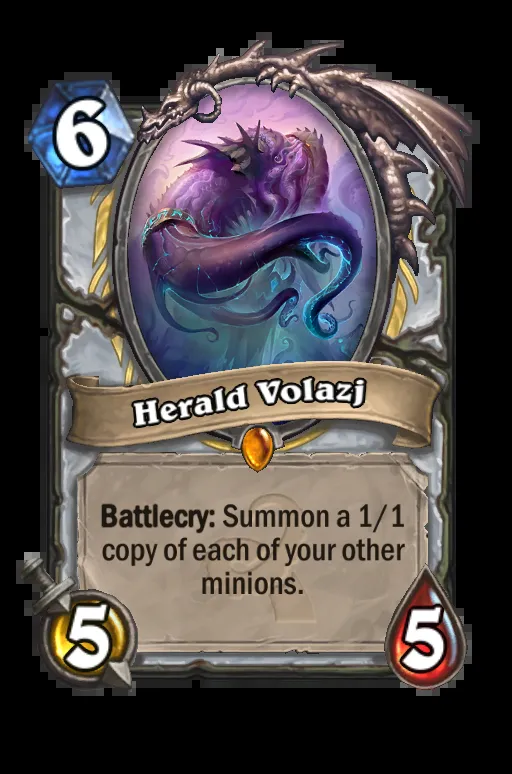 6
Herald Volazj
Battlecry: Summon a 1/1
copy of each of your other
minions.
5
5